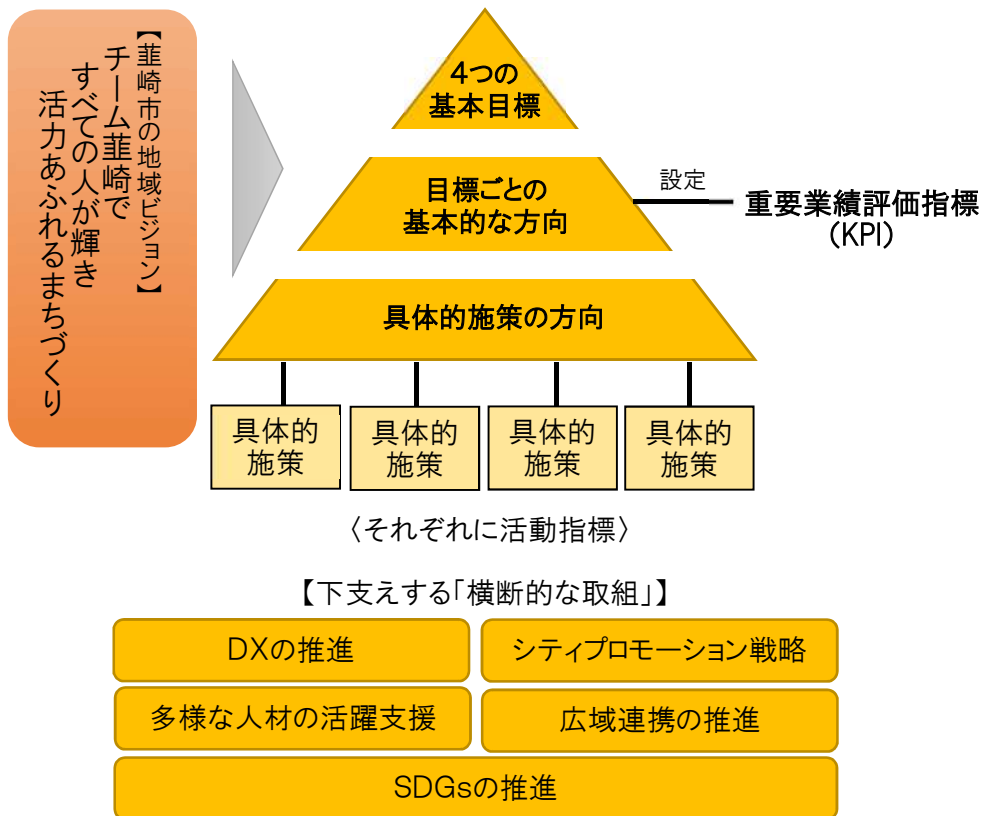 【韮崎市の地域ビジョン】
チーム韮崎で
すべての人が輝き
活力あふれるまちづくり
4つの
基本目標
目標ごとの
基本的な方向
設定
重要業績評価指標
（KPI）
具体的施策の方向
具体的
施策
具体的
施策
具体的
施策
具体的
施策
〈それぞれに活動指標〉
【下支えする「横断的な取組」】
DXの推進
シティプロモーション戦略
多様な人材の活躍支援
広域連携の推進
SDGsの推進